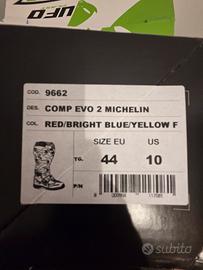 UFO
COD. 9662
DES. COMP EVO 2 MICHELIN
COL. RED/BRIGHT BLUE/YELLOW F
SIZE EU US
TG. 44 10
P/N
subito